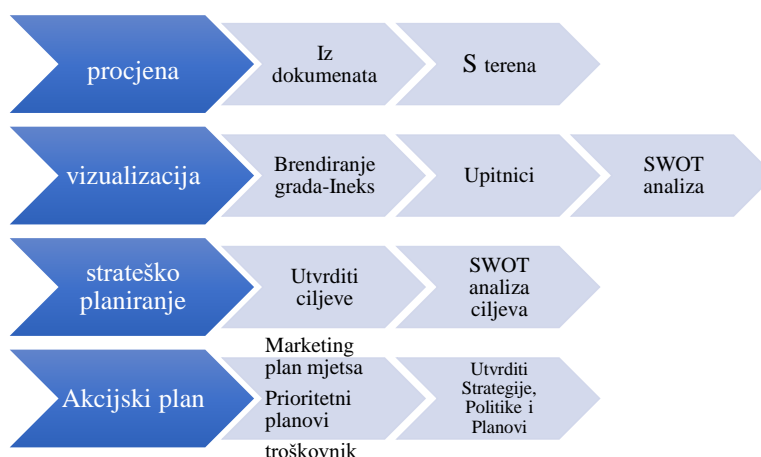 procjena
Iz
dokumenata
S terena
vizualizacija
Brendiranje
grada-Ineks
Upitnici
SWOT
analiza
strateško
planiranje
Utvrditi
ciljeve
SWOT
analiza
ciljeva
Akcijski plan
Marketing
plan mjetsa
Prioritetni
planovi
troškovnik
Utvrditi
Strategije,
Politike i
Planovi